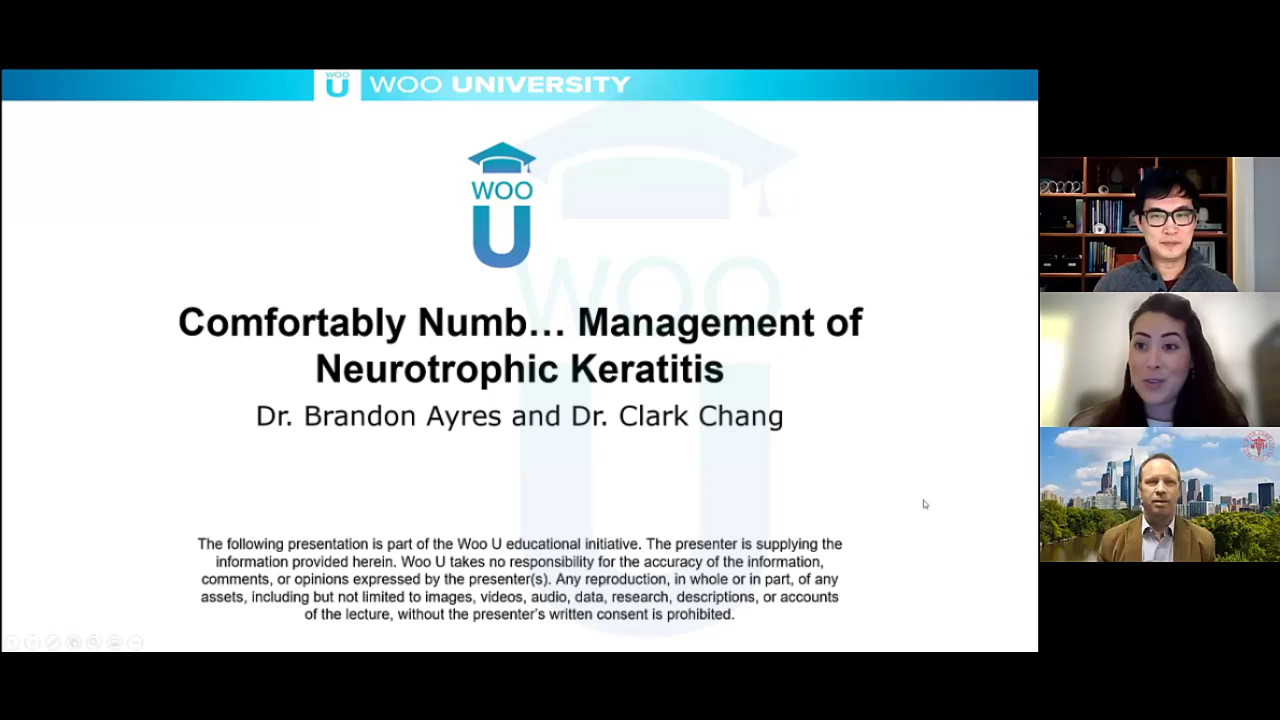 WOO
U
WOO UNIVERSITY
WOO
U
WOO
U
Comfortably Numb… Management of
Neurotrophic Keratitis
Dr. Brandon Ayres and Dr. Clark Chang
The following presentation is part of the Woo U educational initiative. The presenter is supplying the
information provided herein. Woo U takes no responsibility for the accuracy of the information,
comments, or opinions expressed by the presenter(s). Any reproduction, in whole or in part, of any
assets, including but not limited to images, videos, audio, data, research, descriptions, or accounts
of the lecture, without the presenter's written consent is prohibited.